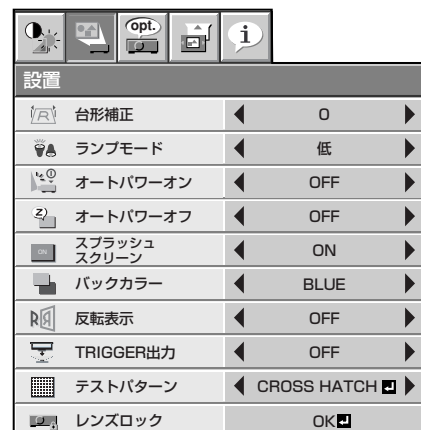 opt.
i
設置
台形補正 0
ランプモード 低
オートパワーオン OFF
オートパワーオフ OFF
ON スプラッシュ
スクリーン ON
バックカラー BLUE
反転表示 OFF
TRIGGER出力 OFF
テストパターン CROSS HATCH
レンズロック OK